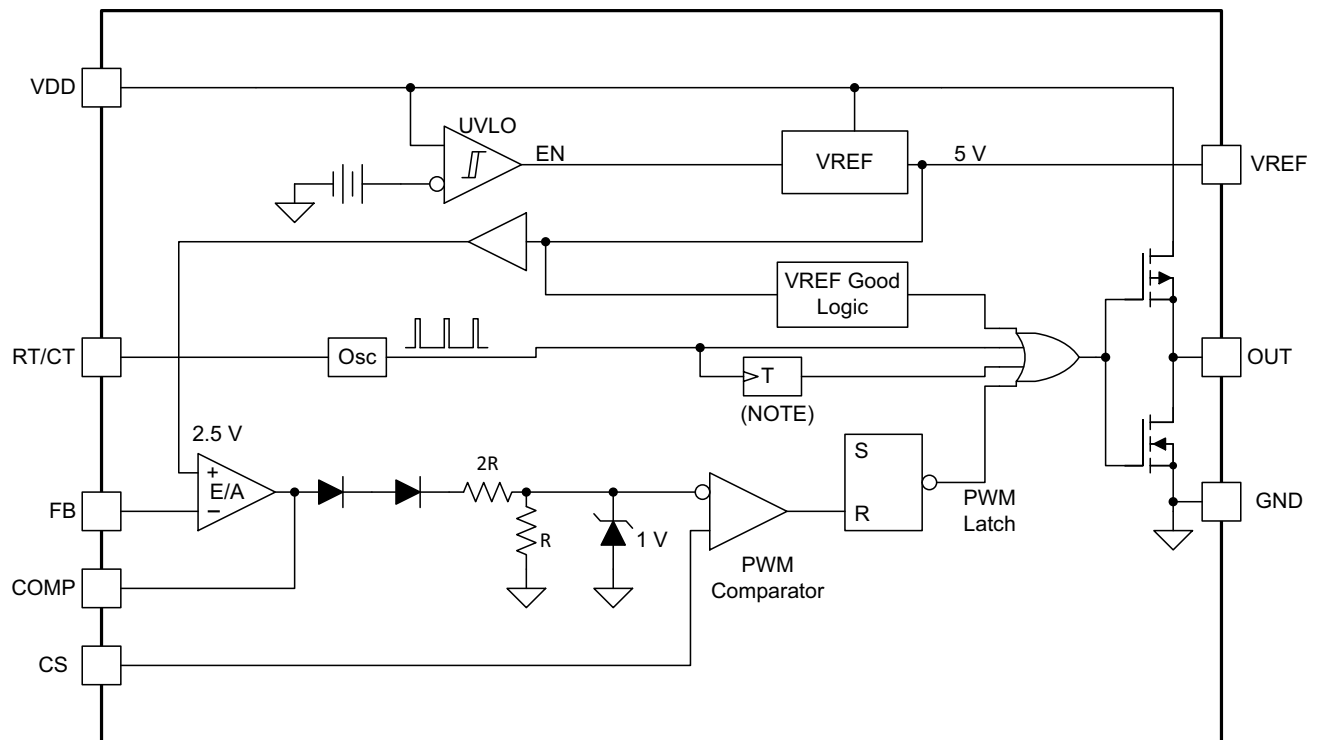 VDD
UVLO
EN
VREF
5 V
VREF
VREF Good
Logic
RT/CT
Osc
T
(NOTE)
OUT
2.5 V
+
E/A
−
FB
2R
R
1 V
S
R
PWM
Latch
GND
PWM
Comparator
COMP
CS